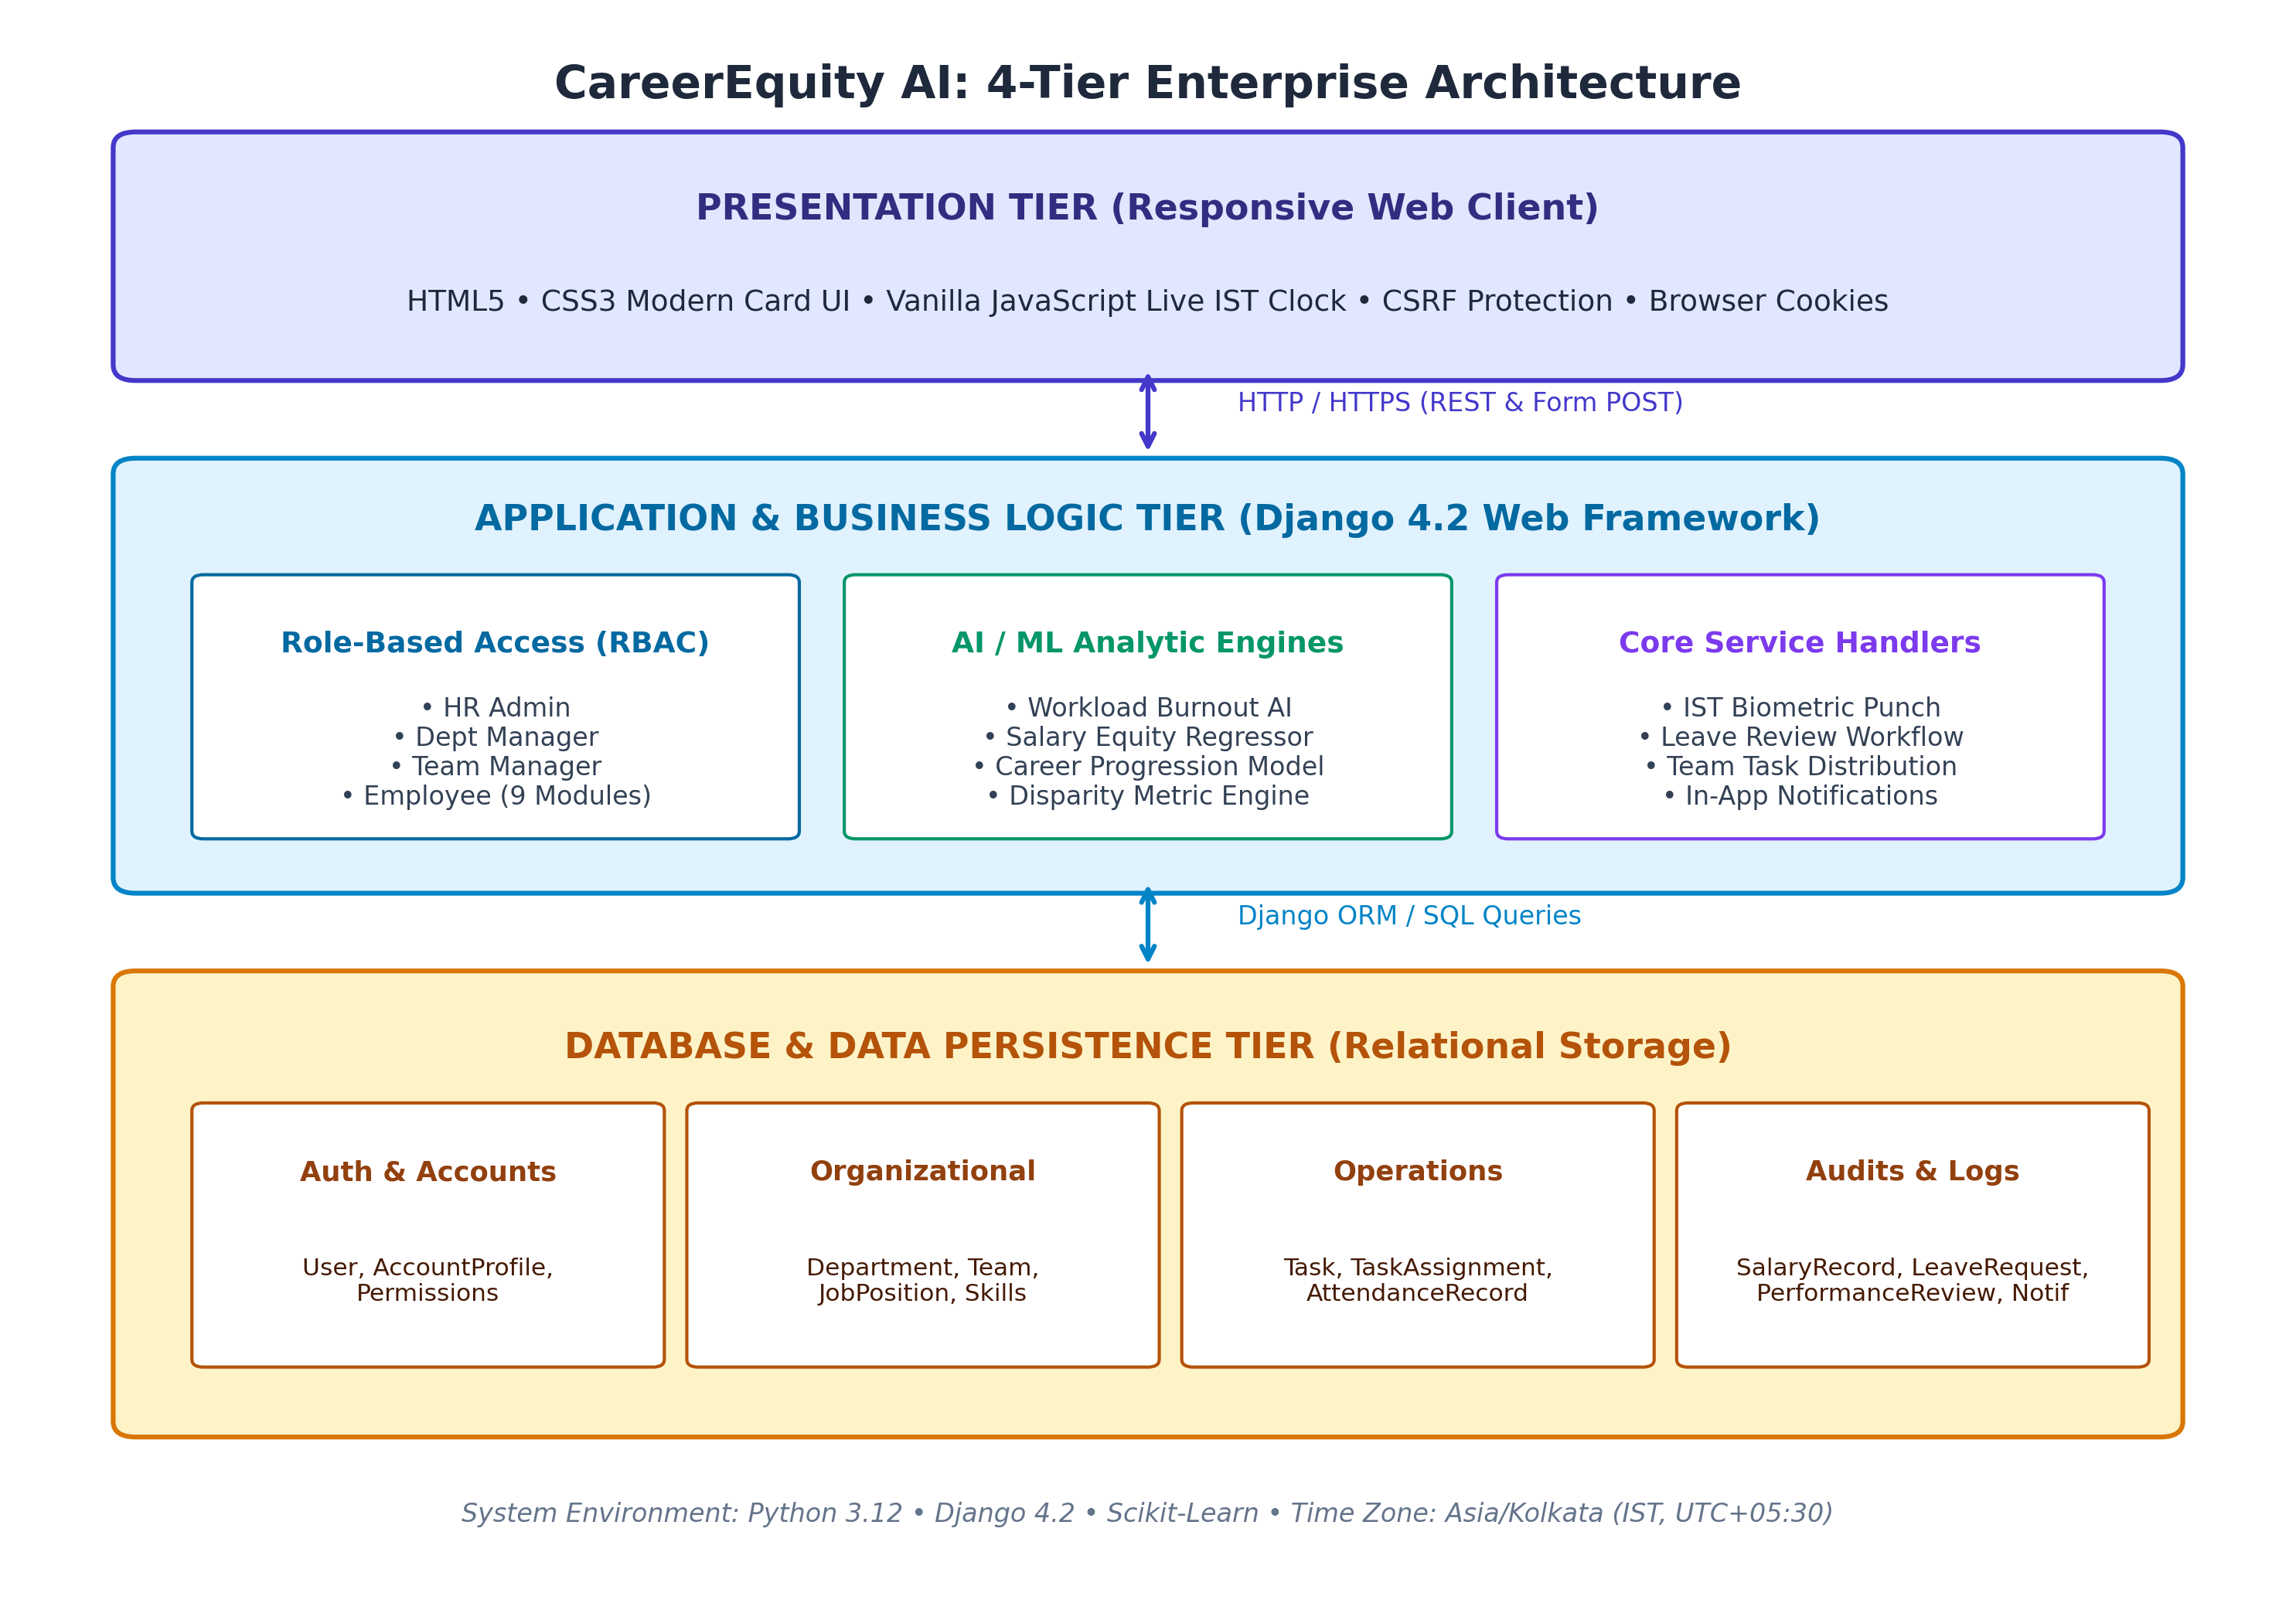 CareerEquity AI: 4-Tier Enterprise Architecture
PRESENTATION TIER (Responsive Web Client)
HTML5 • CSS3 Modern Card UI • Vanilla JavaScript Live IST Clock • CSRF Protection • Browser Cookies
HTTP / HTTPS (REST & Form POST)
APPLICATION & BUSINESS LOGIC TIER (Django 4.2 Web Framework)
Role-Based Access (RBAC)
• HR Admin
• Dept Manager
• Team Manager
• Employee (9 Modules)
AI / ML Analytic Engines
• Workload Burnout AI
• Salary Equity Regressor
• Career Progression Model
• Disparity Metric Engine
Core Service Handlers
• IST Biometric Punch
• Leave Review Workflow
• Team Task Distribution
• In-App Notifications
Django ORM / SQL Queries
DATABASE & DATA PERSISTENCE TIER (Relational Storage)
Auth & Accounts
User, AccountProfile,
Permissions
Organizational
Department, Team,
JobPosition, Skills
Operations
Task, TaskAssignment,
AttendanceRecord
Audits & Logs
SalaryRecord, LeaveRequest,
PerformanceReview, Notif
System Environment: Python 3.12 • Django 4.2 • Scikit-Learn • Time Zone: Asia/Kolkata (IST, UTC+05:30)